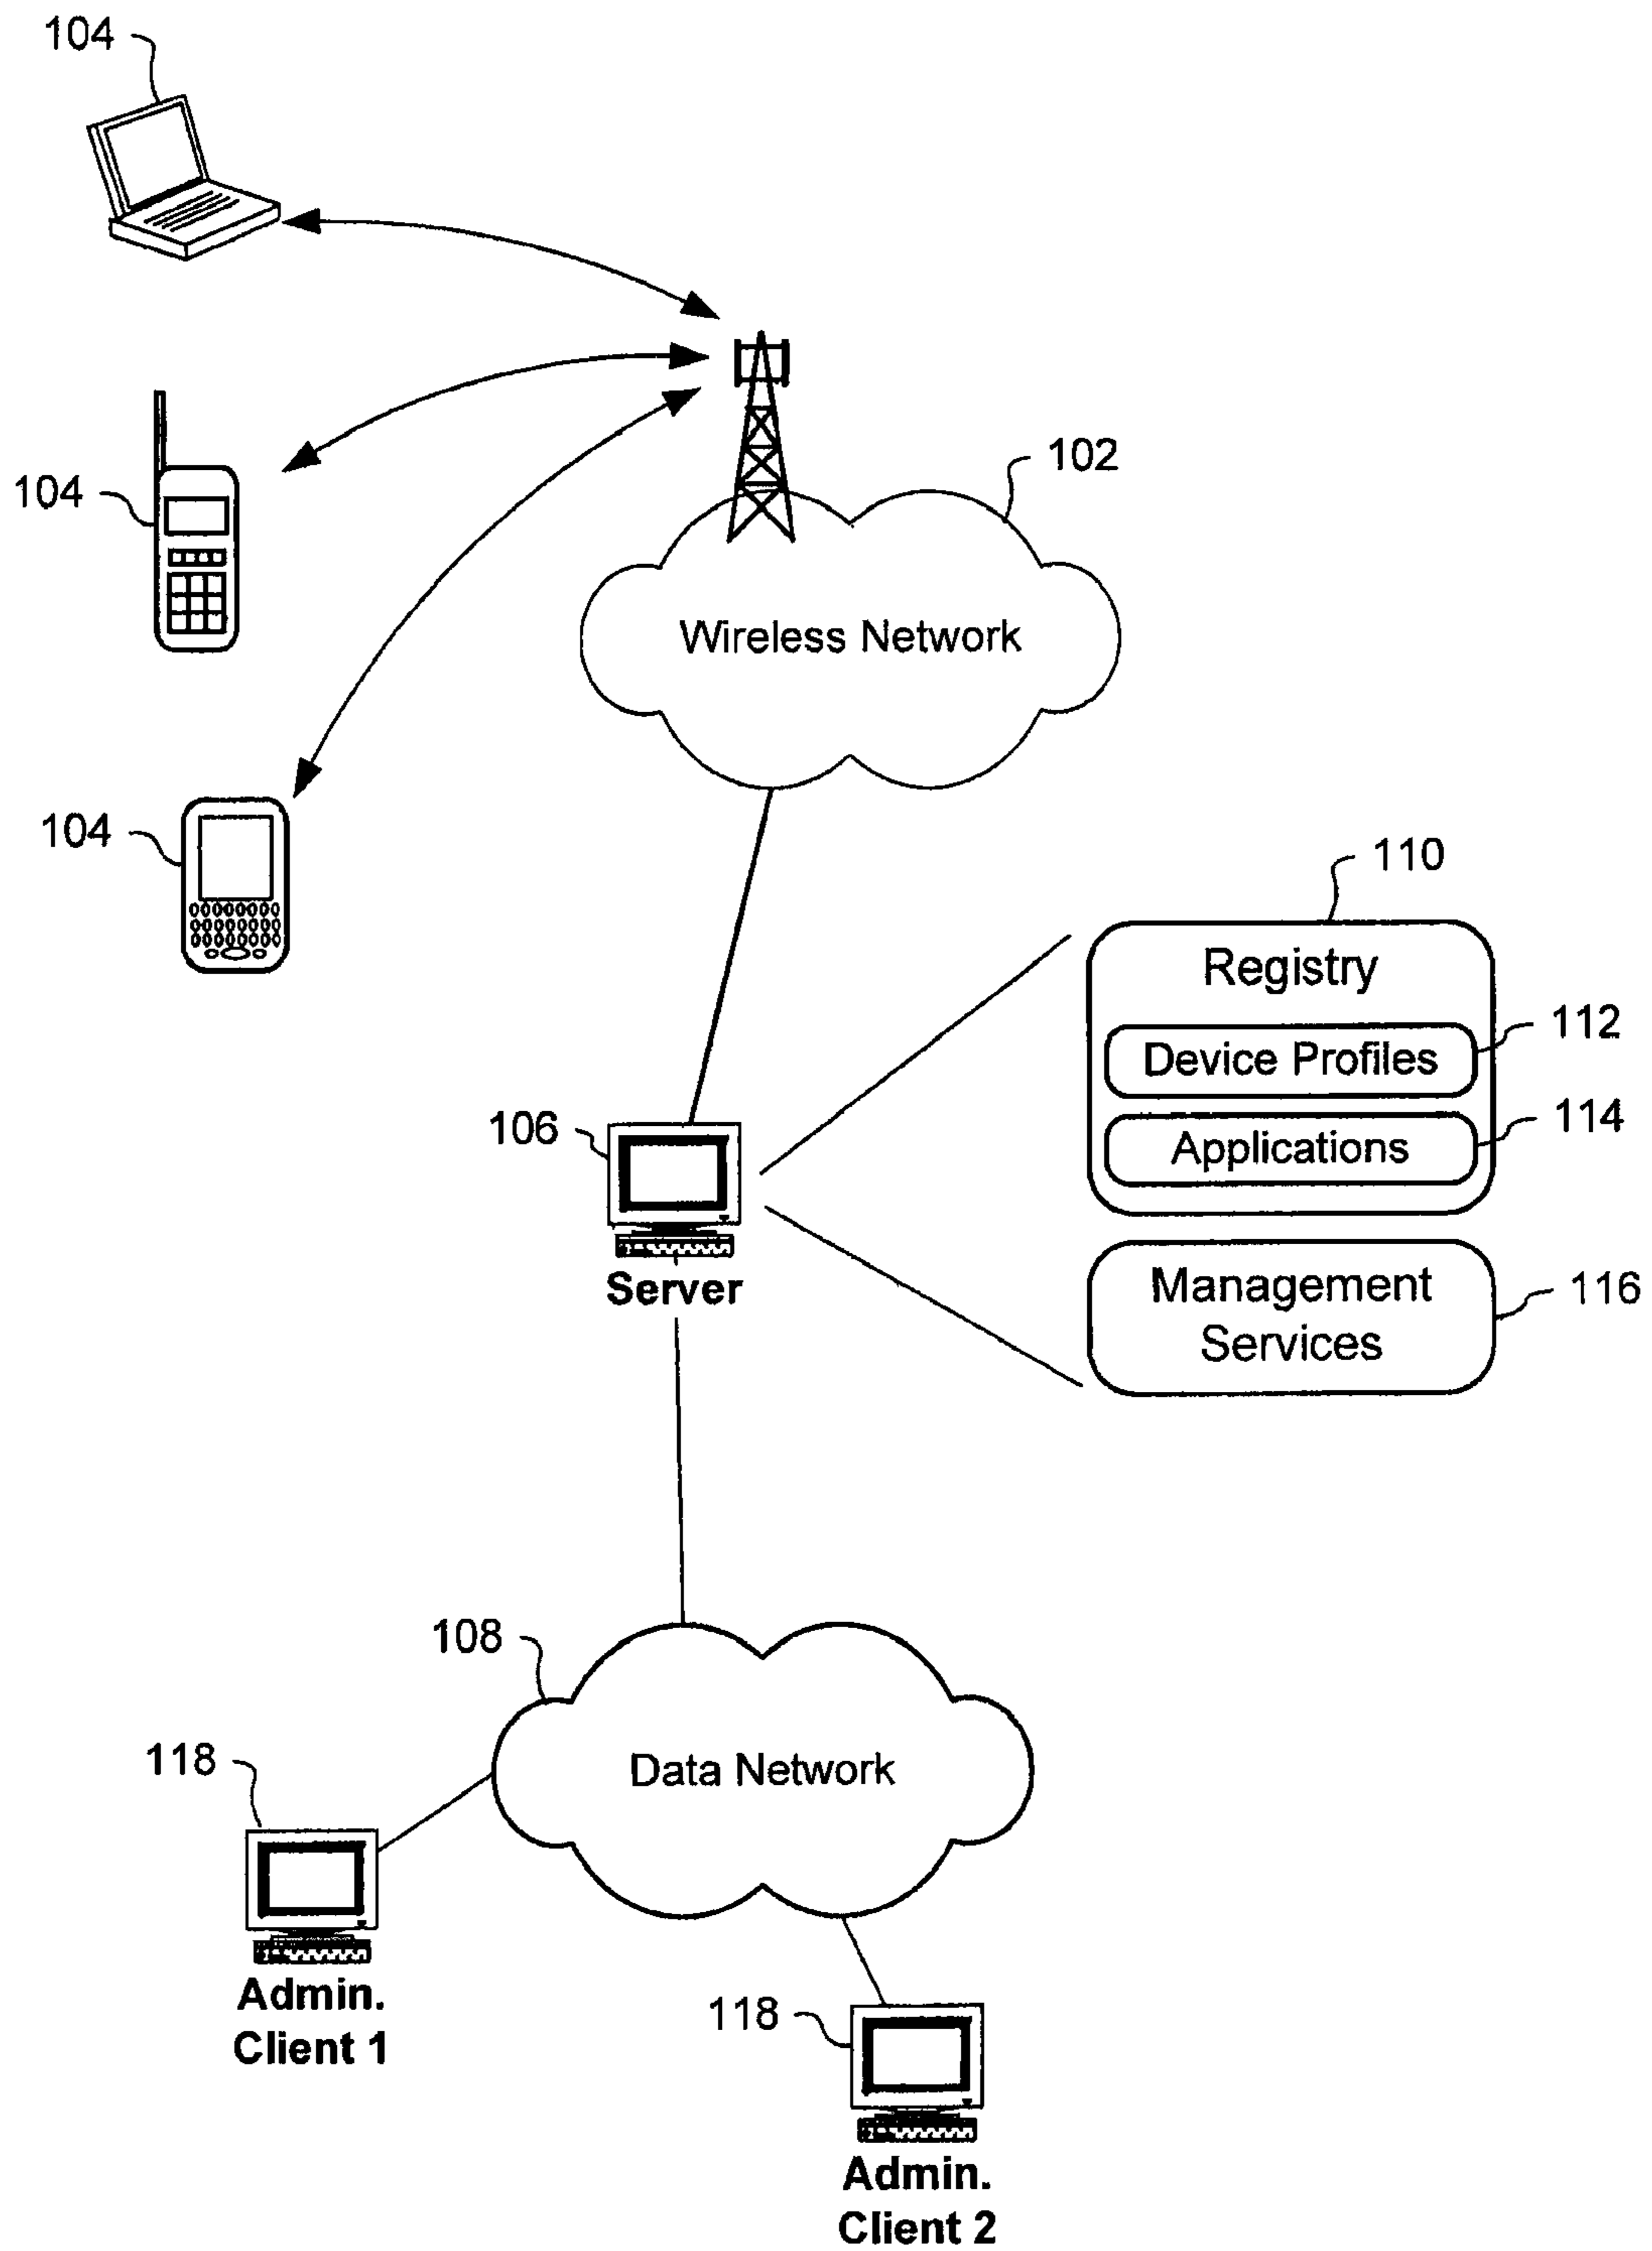 104
102
104
Wireless Network
104
110
Registry
112
Device Profiles
114
Applications
106
Server
Management
Services
116
108
Data Network
118
Admin.
Client 1
118
Admin.
Client 2